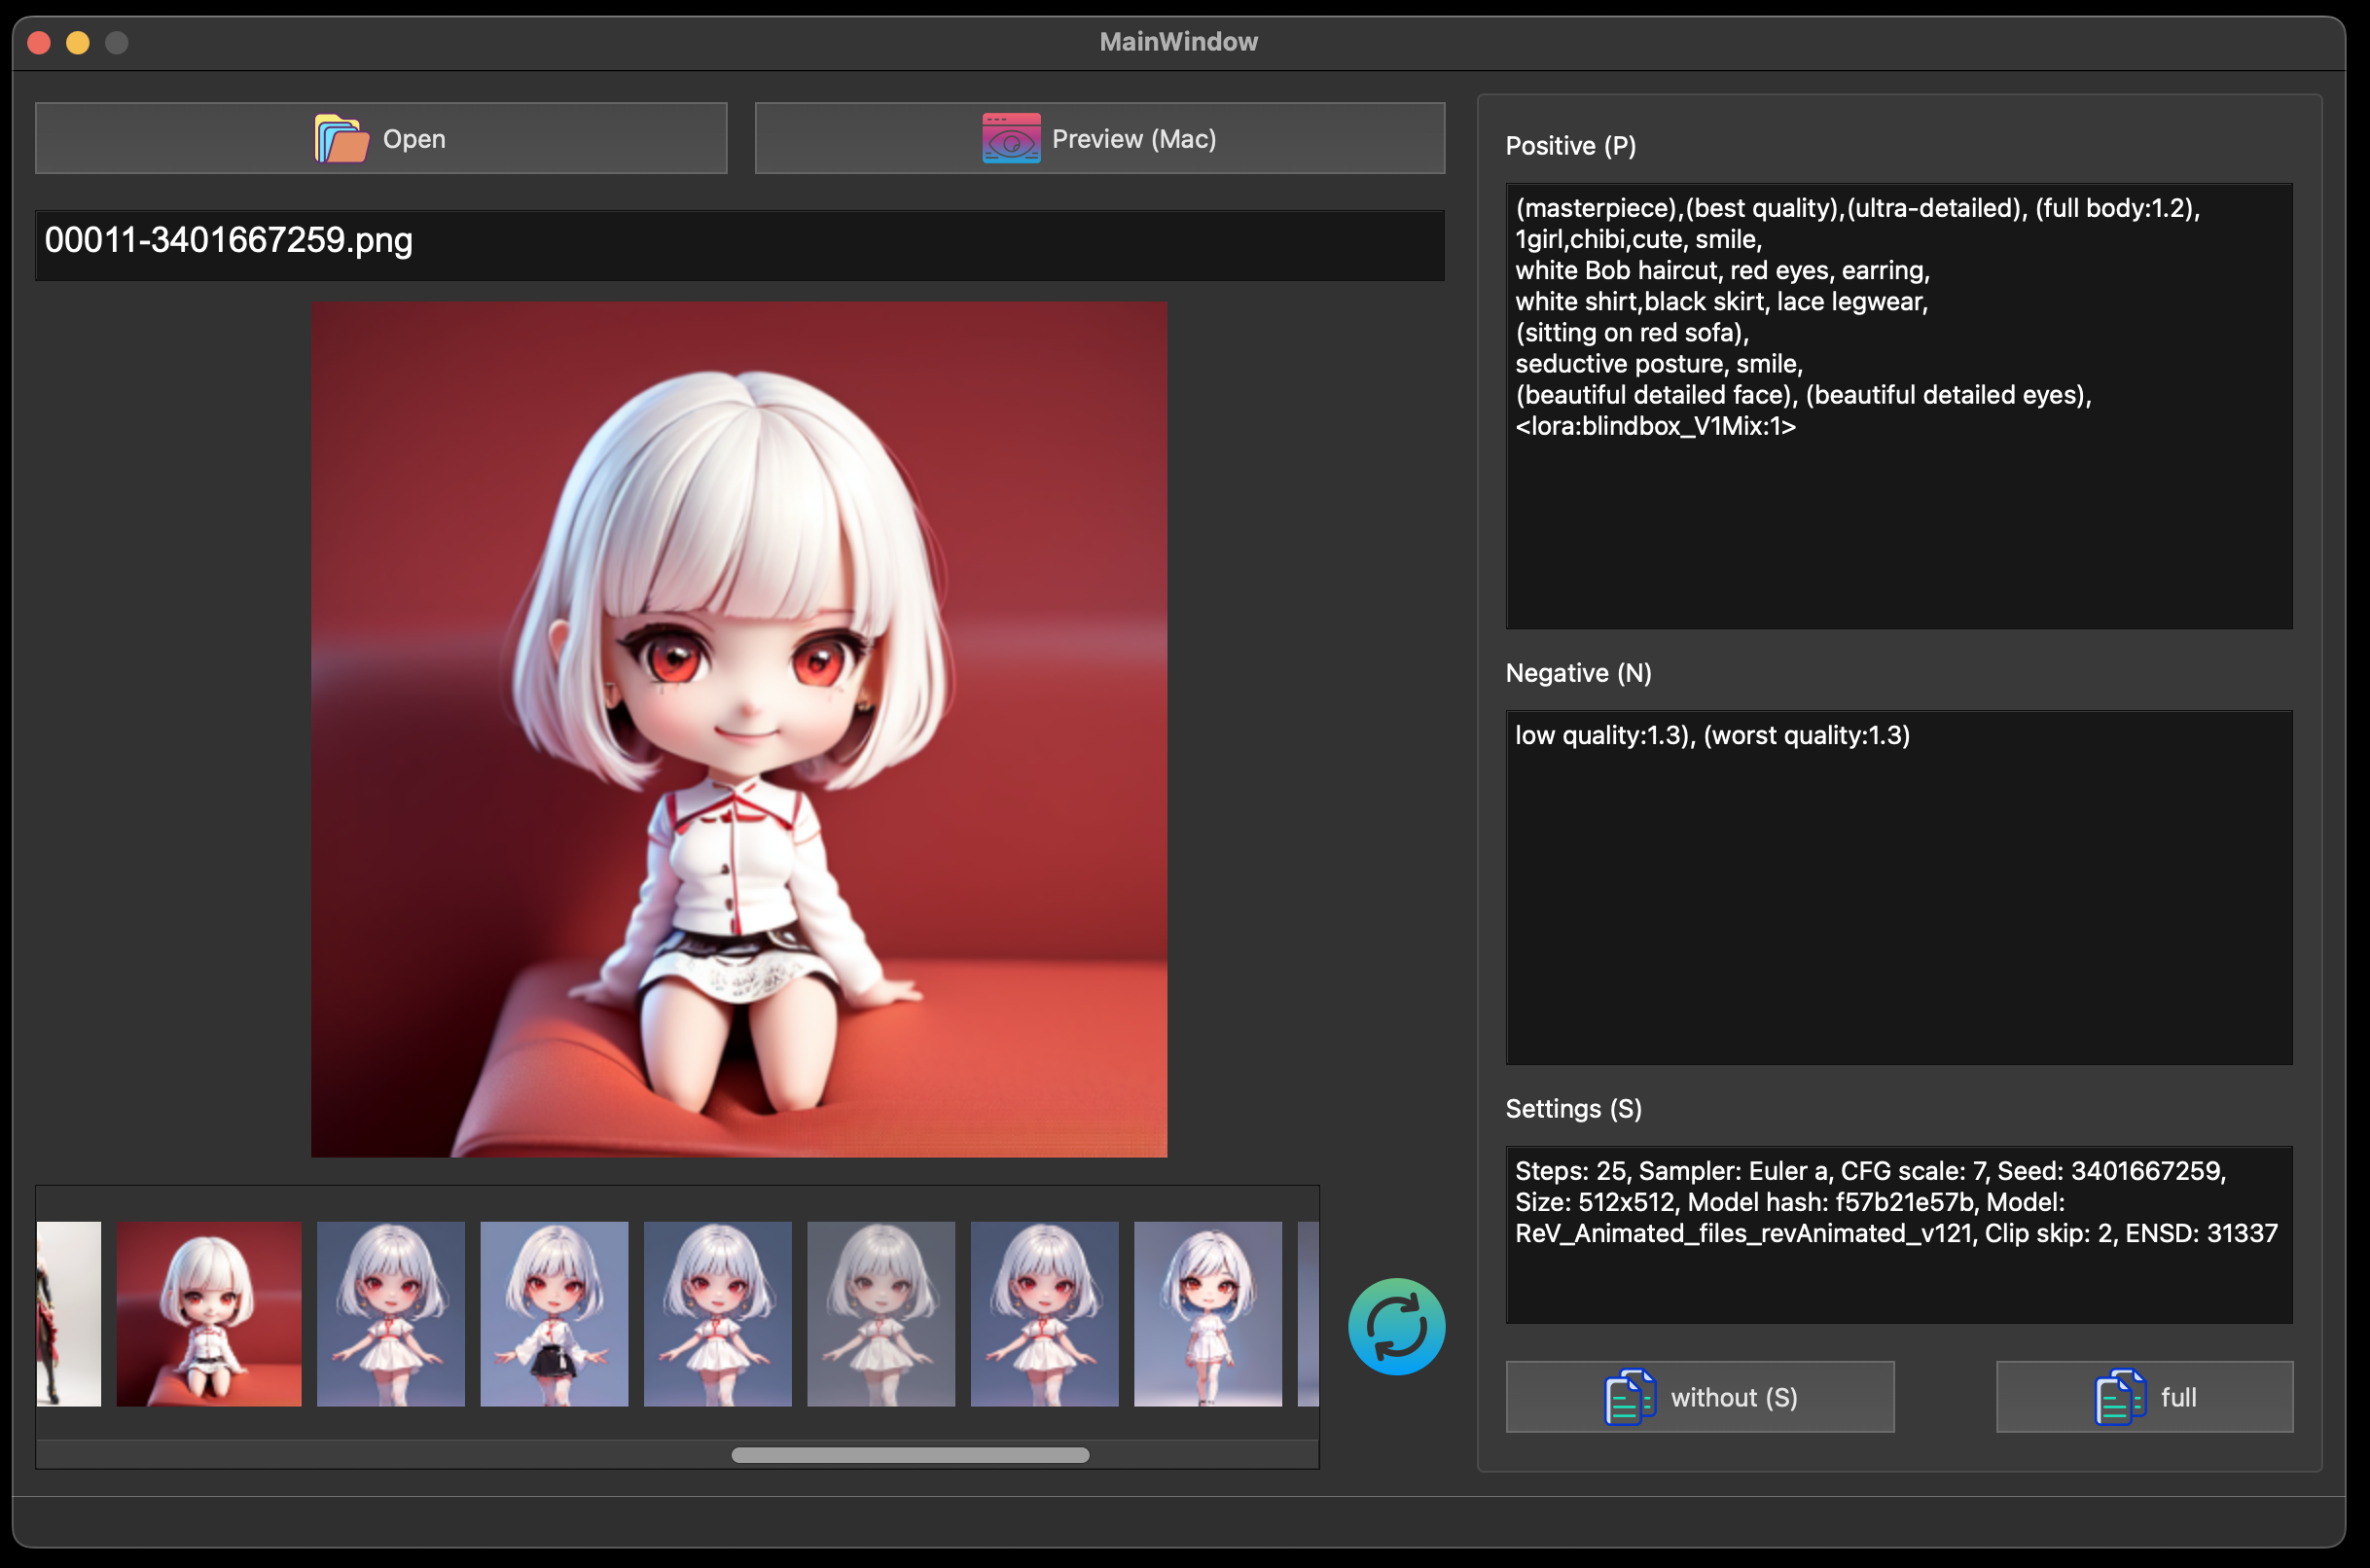 MainWindow
Open
Preview (Mac)
00011-3401667259.png
Positive (P)
(masterpiece),(best quality),(ultra-detailed), (full body:1.2),
1girl,chibi,cute, smile,
white Bob haircut, red eyes, earring,
white shirt,black skirt, lace legwear,
(sitting on red sofa),
seductive posture, smile,
(beautiful detailed face), (beautiful detailed eyes),
<lora:blindbox_V1Mix:1>
Negative (N)
low quality:1.3), (worst quality:1.3)
Settings (S)
Steps: 25, Sampler: Euler a, CFG scale: 7, Seed: 3401667259,
Size: 512x512, Model hash: f57b21e57b, Model:
ReV_Animated_files_revAnimated_v121, Clip skip: 2, ENSD: 31337
without (S)
full